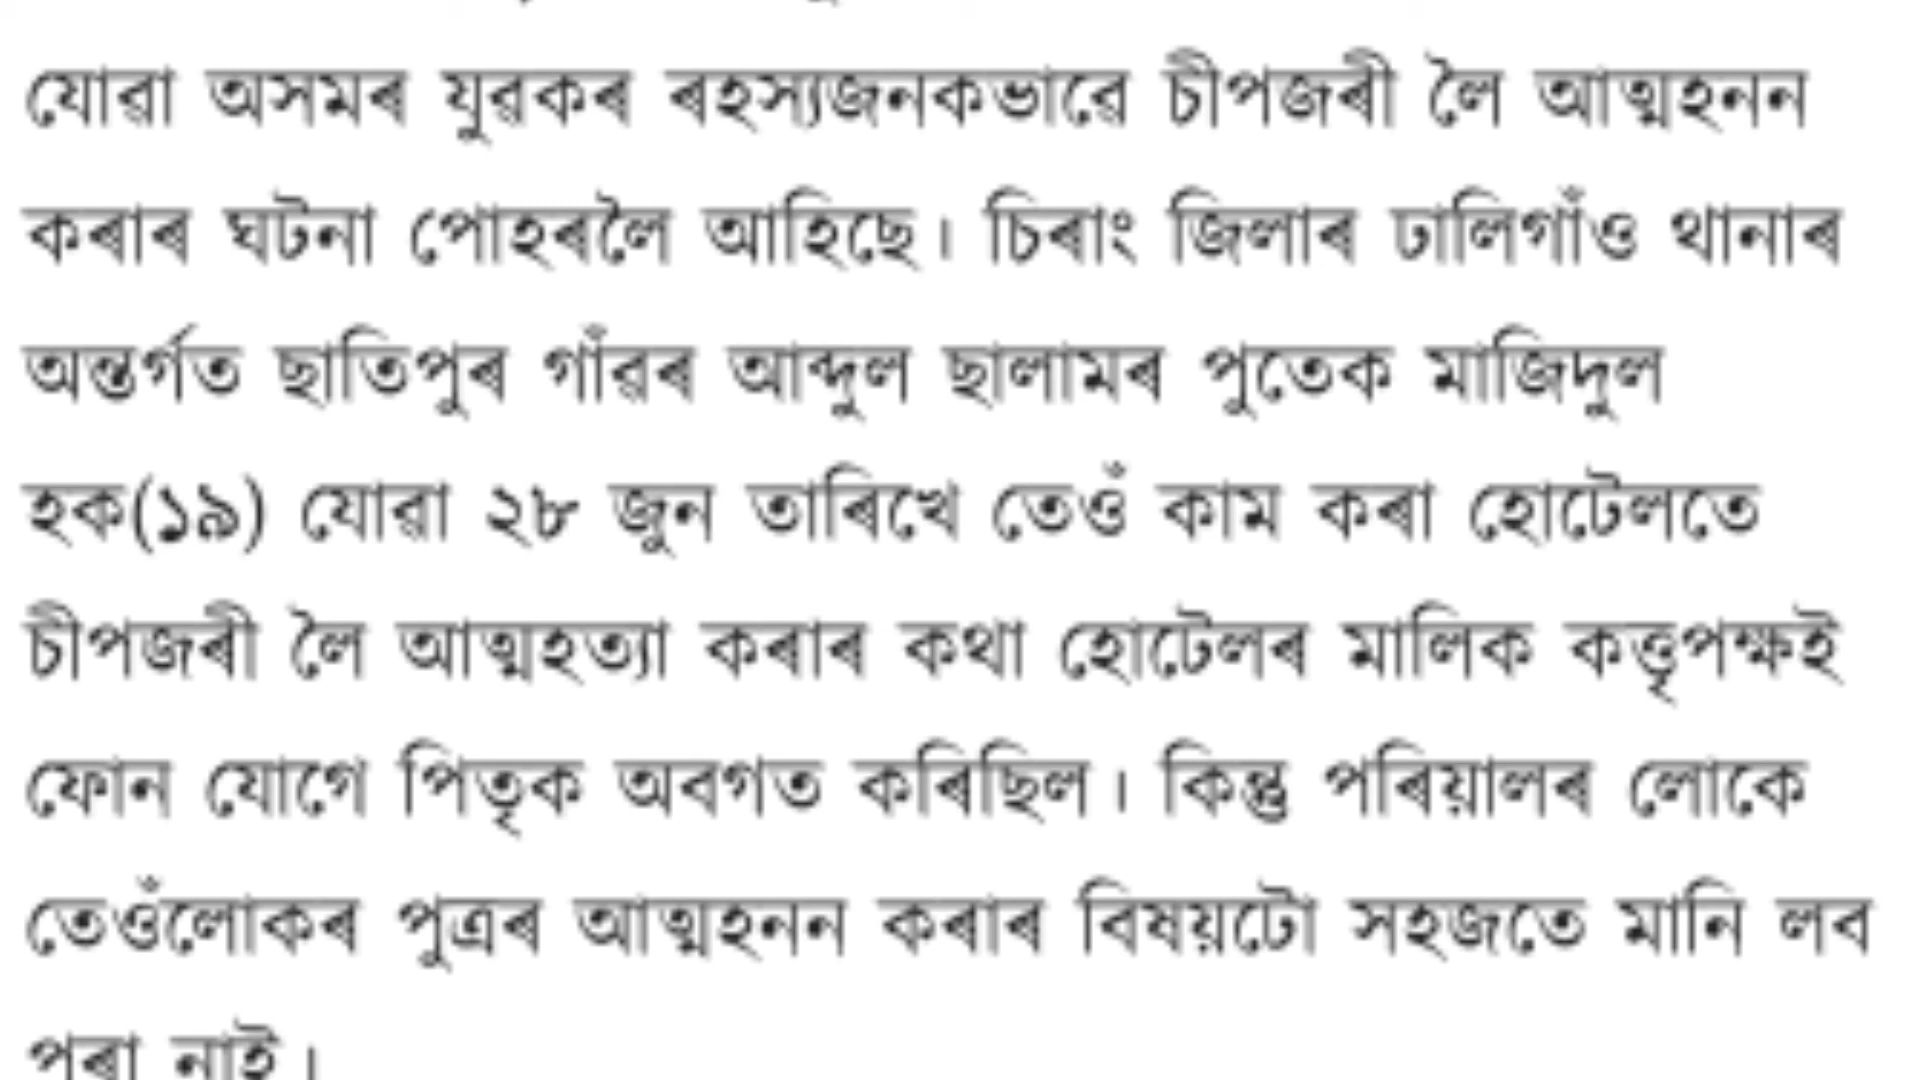 যোৱা অসমৰ যুৱকৰ ৰহস্যজনকভাৱে চীপজৰী লৈ আত্মহনন
কৰাৰ ঘটনা পোহৰলৈ আহিছে। চিৰাং জিলাৰ ঢালিগাঁও থানাৰ
অন্তৰ্গত ছাতিপুৰ গাঁৱৰ আব্দুল ছালামৰ পুতেক মাজিদুল
হক(১৯) যোৱা ২৮ জুন তাৰিখে তেওঁ কাম কৰা হোটেলতে
চীপজৰী লৈ আত্মহত্যা কৰাৰ কথা হোটেলৰ মালিক কত্তৃপক্ষই
ফোন যোগে পিতৃক অবগত কৰিছিল। কিন্তু পৰিয়ালৰ লোকে
তেওঁলোকৰ পুত্ৰৰ আত্মহনন কৰাৰ বিষয়টো সহজতে মানি লব
পৰা নাই।